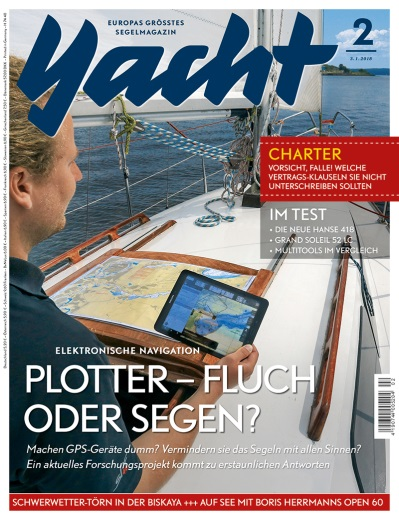 EUROPAS GRÖSSTES
SEGELMAGAZIN
Yacht
2
2.1.2018
CHARTER
VORSICHT, FALLE! WELCHE
VERTRAGS-KLAUSELN SIE NICHT
UNTERSCHREIBEN SOLLTEN
IM TEST
• DIE NEUE HANSE 418
• GRAND SOLEIL 52 LC
• MULTITOOLS IM VERGLEICH
ELEKTRONISCHE NAVIGATION
PLOTTER – FLUCH
ODER SEGEN?
Machen GPS-Geräte dumm? Vermindern sie das Segeln mit allen Sinnen?
Ein aktuelles Forschungsprojekt kommt zu erstaunlichen Antworten
SCHWERWETTER-TÖRN IN DER BISKAYA +++ AUF SEE MIT BORIS HERRMANNS OPEN 60